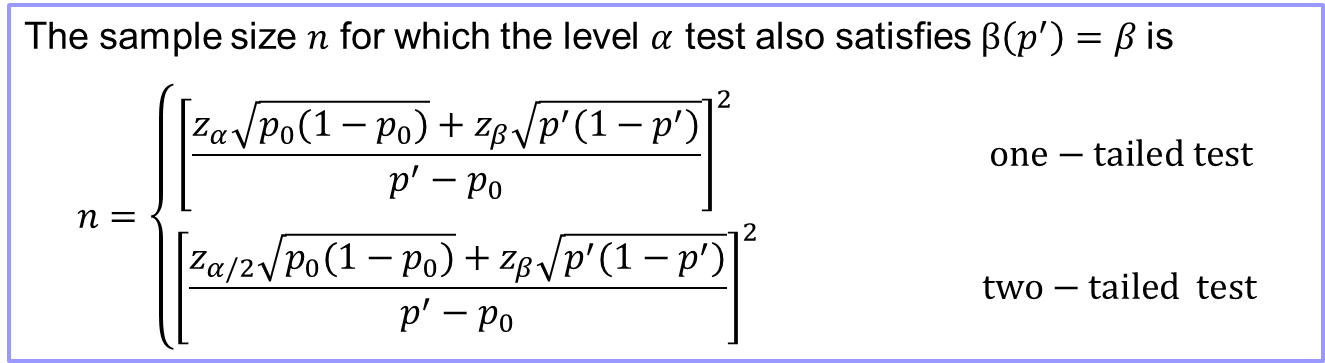 The sample size n for which the level α test also satisfies β(p′) = β is
n = { [ (z_α √(p₀(1 − p₀)) + z_β √(p′(1 − p′))) / (p′ − p₀) ]² one − tailed test
[ (z_{α/2} √(p₀(1 − p₀)) + z_β √(p′(1 − p′))) / (p′ − p₀) ]² two − tailed test